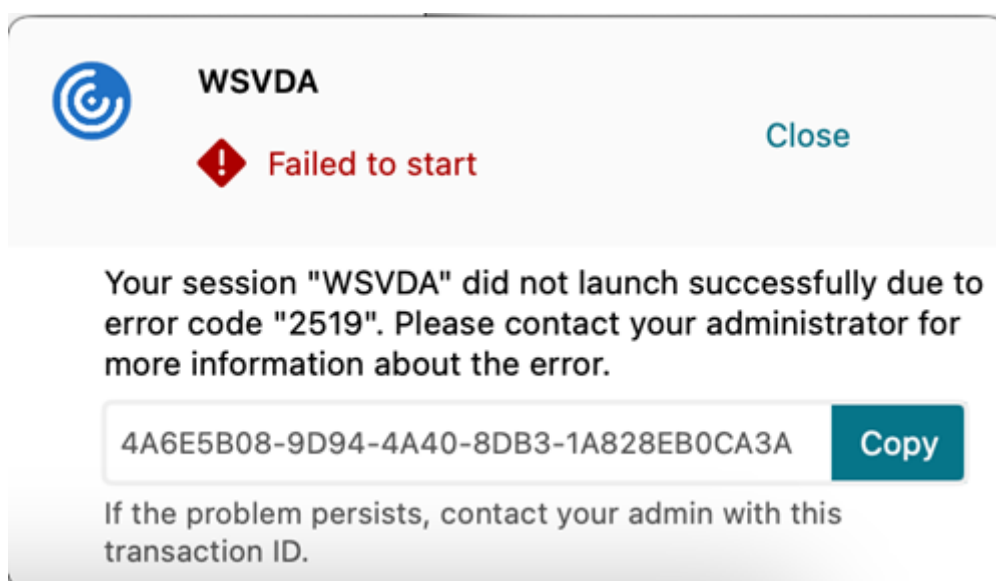 WSVDA
Close
Failed to start
Your session "WSVDA" did not launch successfully due to
error code "2519". Please contact your administrator for
more information about the error.
4A6E5B08-9D94-4A40-8DB3-1A828EB0CA3A
Copy
If the problem persists, contact your admin with this
transaction ID.